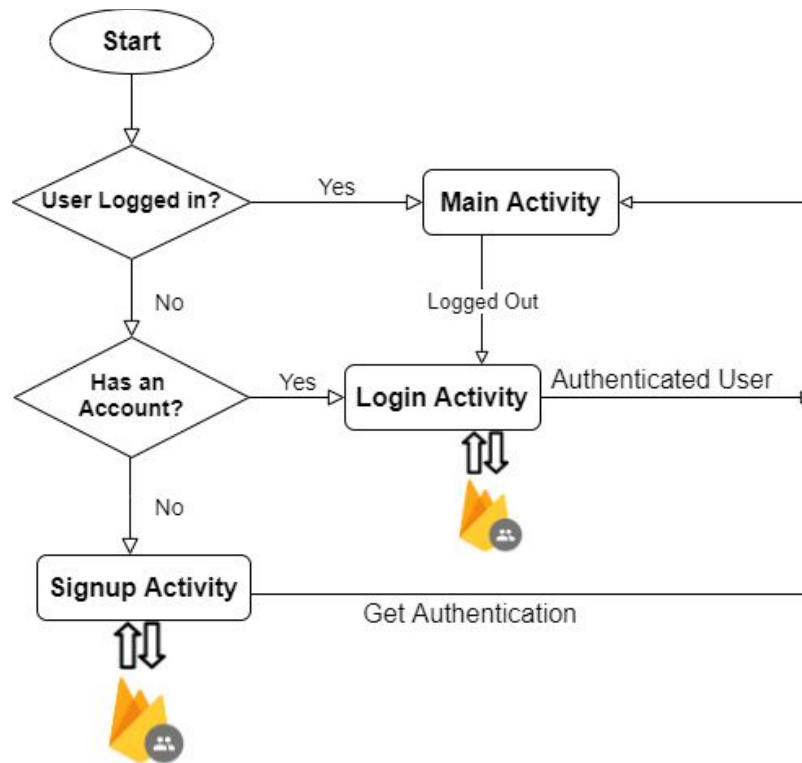 Start
User Logged in?
Yes
Main Activity
No
Logged Out
Has an
Account?
Yes
Login Activity
Authenticated User
No
Signup Activity
Get Authentication